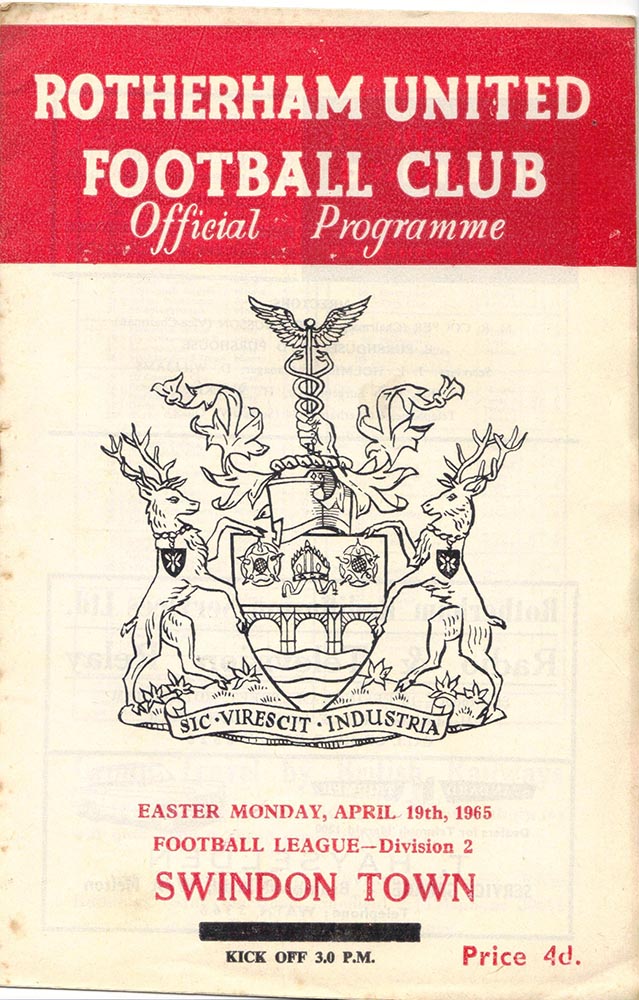 ROTHERHAM UNITED
FOOTBALL CLUB
Official Programme
SIC · VIRESCIT · INDUSTRIA
EASTER MONDAY, APRIL 19th, 1965
FOOTBALL LEAGUE—Division 2
SWINDON TOWN
KICK OFF 3.0 P.M.
Price 4d.